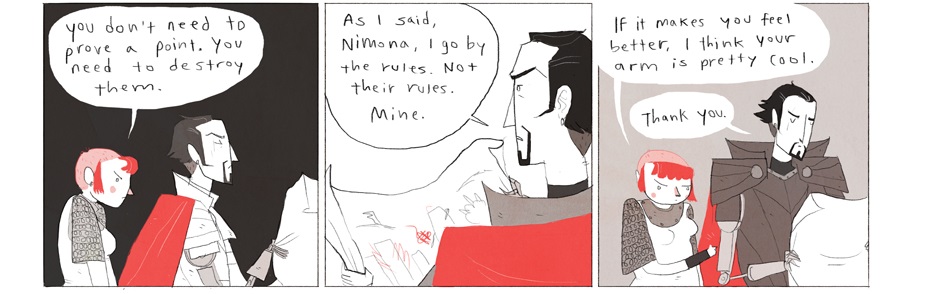 you don't need to
prove a point. You
need to destroy
them.
As I said,
Nimona, I go by
the rules. Not
their rules.
Mine.
If it makes you feel
better, I think your
arm is pretty cool.
Thank you.